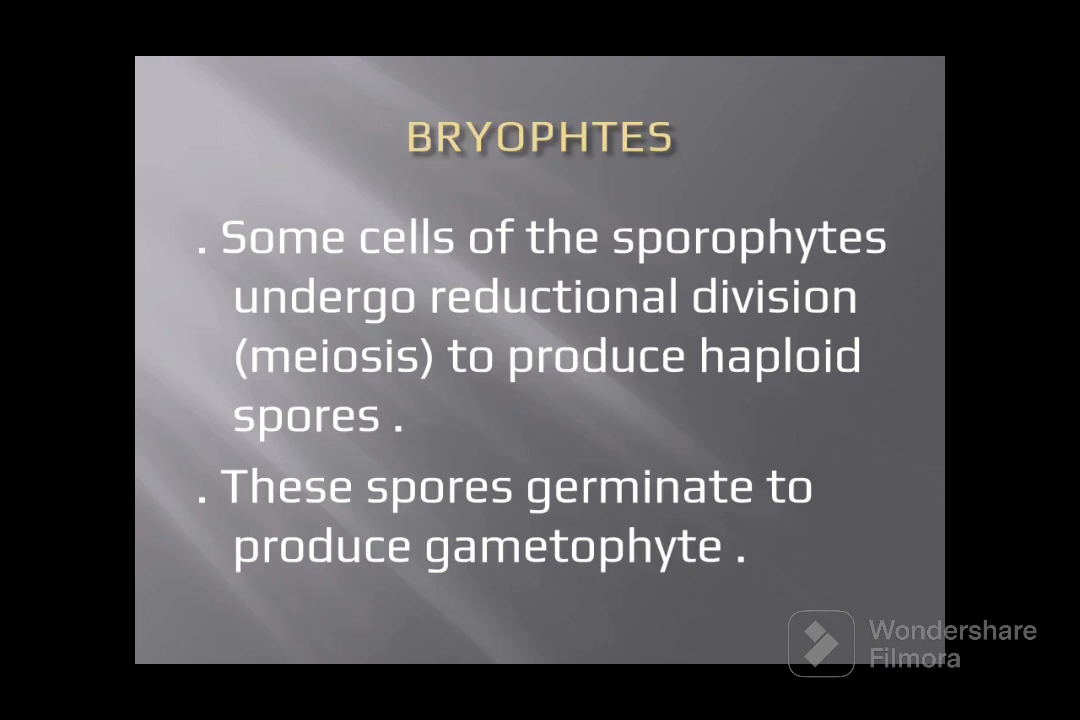 BRYOPHTES
. Some cells of the sporophytes
undergo reductional division
(meiosis) to produce haploid
spores .
. These spores germinate to
produce gametophyte .
Wondershare
Filmora